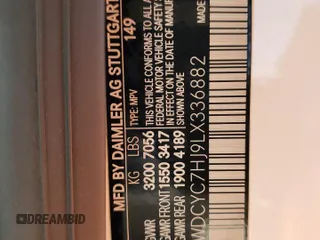 MFD BY DAIMLER AG STUTTGART
149
TYPE: MPV
THIS VEHICLE CONFORMS TO ALL
FEDERAL MOTOR VEHICLE SAFETY
EFFECT ON THE DATE OF MANUF
SHOWN ABOVE
MADE
KG LBS
GVWR 3200 7056
GAWR FRONT 1550 3417
GAWR REAR 1900 4189
DREAMBID